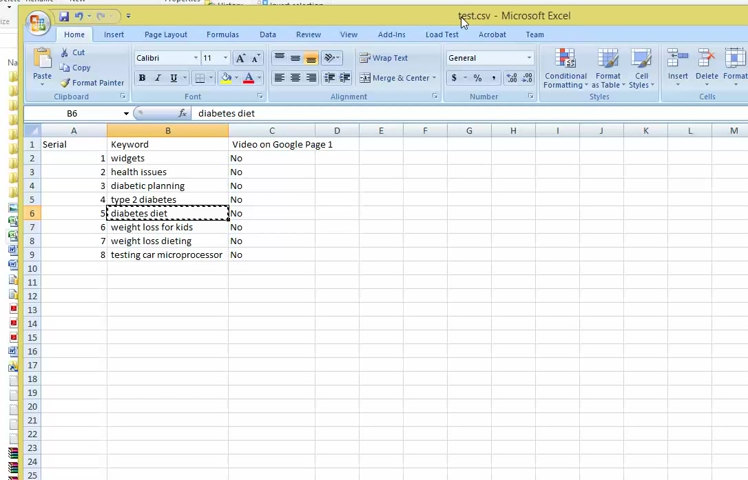 test.csv - Microsoft Excel
Home Insert Page Layout Formulas Data Review View Add-Ins Load Test Acrobat Team
Paste Cut Copy Format Painter
Clipboard
Calibri 11 A A
B I U A
Font
Wrap Text
Merge & Center
Alignment
General
$ % , .0 .00 .00 .0
Number
Conditional Formatting Format as Table Cell Styles
Styles
Insert Delete Format
Cells
B6 fx diabetes diet
A B C D E F G H I J K L M
1 Serial Keyword Video on Google Page 1
2 1 widgets No
3 2 health issues No
4 3 diabetic planning No
5 4 type 2 diabetes No
6 5 diabetes diet No
7 6 weight loss for kids No
8 7 weight loss dieting No
9 8 testing car microprocessor No
10
11
12
13
14
15
16
17
18
19
20
21
22
23
24
25